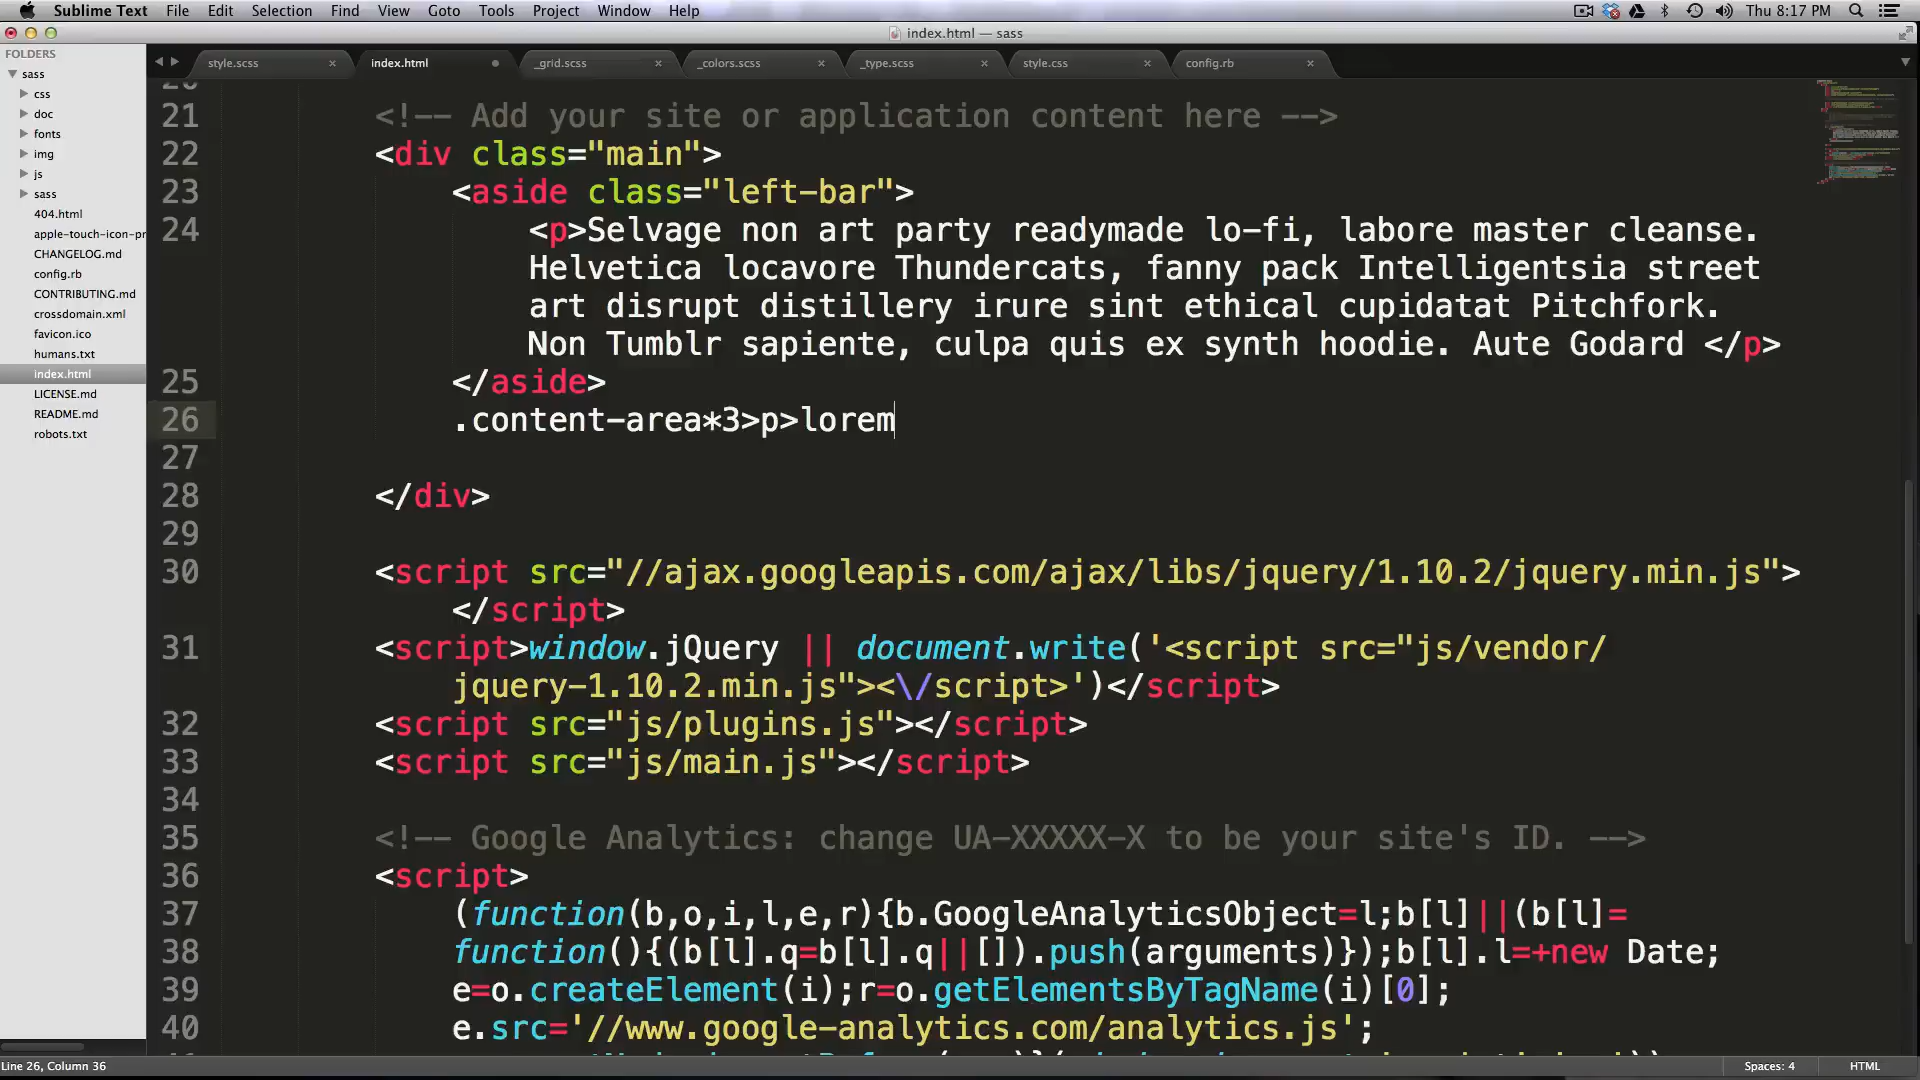 Sublime Text File Edit Selection Find View Goto Tools Project Window Help Thu 8:17 PM
index.html — sass
FOLDERS
sass
css
doc
fonts
img
js
sass
404.html
apple-touch-icon-pr
CHANGELOG.md
config.rb
CONTRIBUTING.md
crossdomain.xml
favicon.ico
humans.txt
index.html
LICENSE.md
README.md
robots.txt
style.scss index.html _grid.scss _colors.scss _type.scss style.css config.rb
21 <!-- Add your site or application content here -->
22 <div class="main">
23 <aside class="left-bar">
24 <p>Selvage non art party readymade lo-fi, labore master cleanse.
Helvetica locavore Thundercats, fanny pack Intelligentsia street
art disrupt distillery irure sint ethical cupidatat Pitchfork.
Non Tumblr sapiente, culpa quis ex synth hoodie. Aute Godard </p>
25 </aside>
26 .content-area*3>p>lorem
27
28 </div>
29
30 <script src="//ajax.googleapis.com/ajax/libs/jquery/1.10.2/jquery.min.js">
</script>
31 <script>window.jQuery || document.write('<script src="js/vendor/
jquery-1.10.2.min.js"><\/script>')</script>
32 <script src="js/plugins.js"></script>
33 <script src="js/main.js"></script>
34
35 <!-- Google Analytics: change UA-XXXXX-X to be your site's ID. -->
36 <script>
37 (function(b,o,i,l,e,r){b.GoogleAnalyticsObject=l;b[l]||(b[l]=
38 function(){(b[l].q=b[l].q||[]).push(arguments)});b[l].l=+new Date;
39 e=o.createElement(i);r=o.getElementsByTagName(i)[0];
40 e.src='//www.google-analytics.com/analytics.js';
Line 26, Column 36 Spaces: 4 HTML